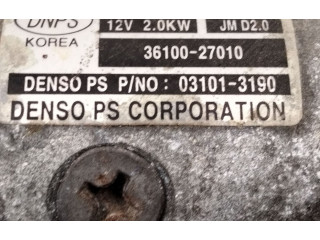 DNPS 12V 2.0KW JM D2.0
KOREA
36100-27010
DENSO PS P/NO : 03101-3190
DENSO PS CORPORATION